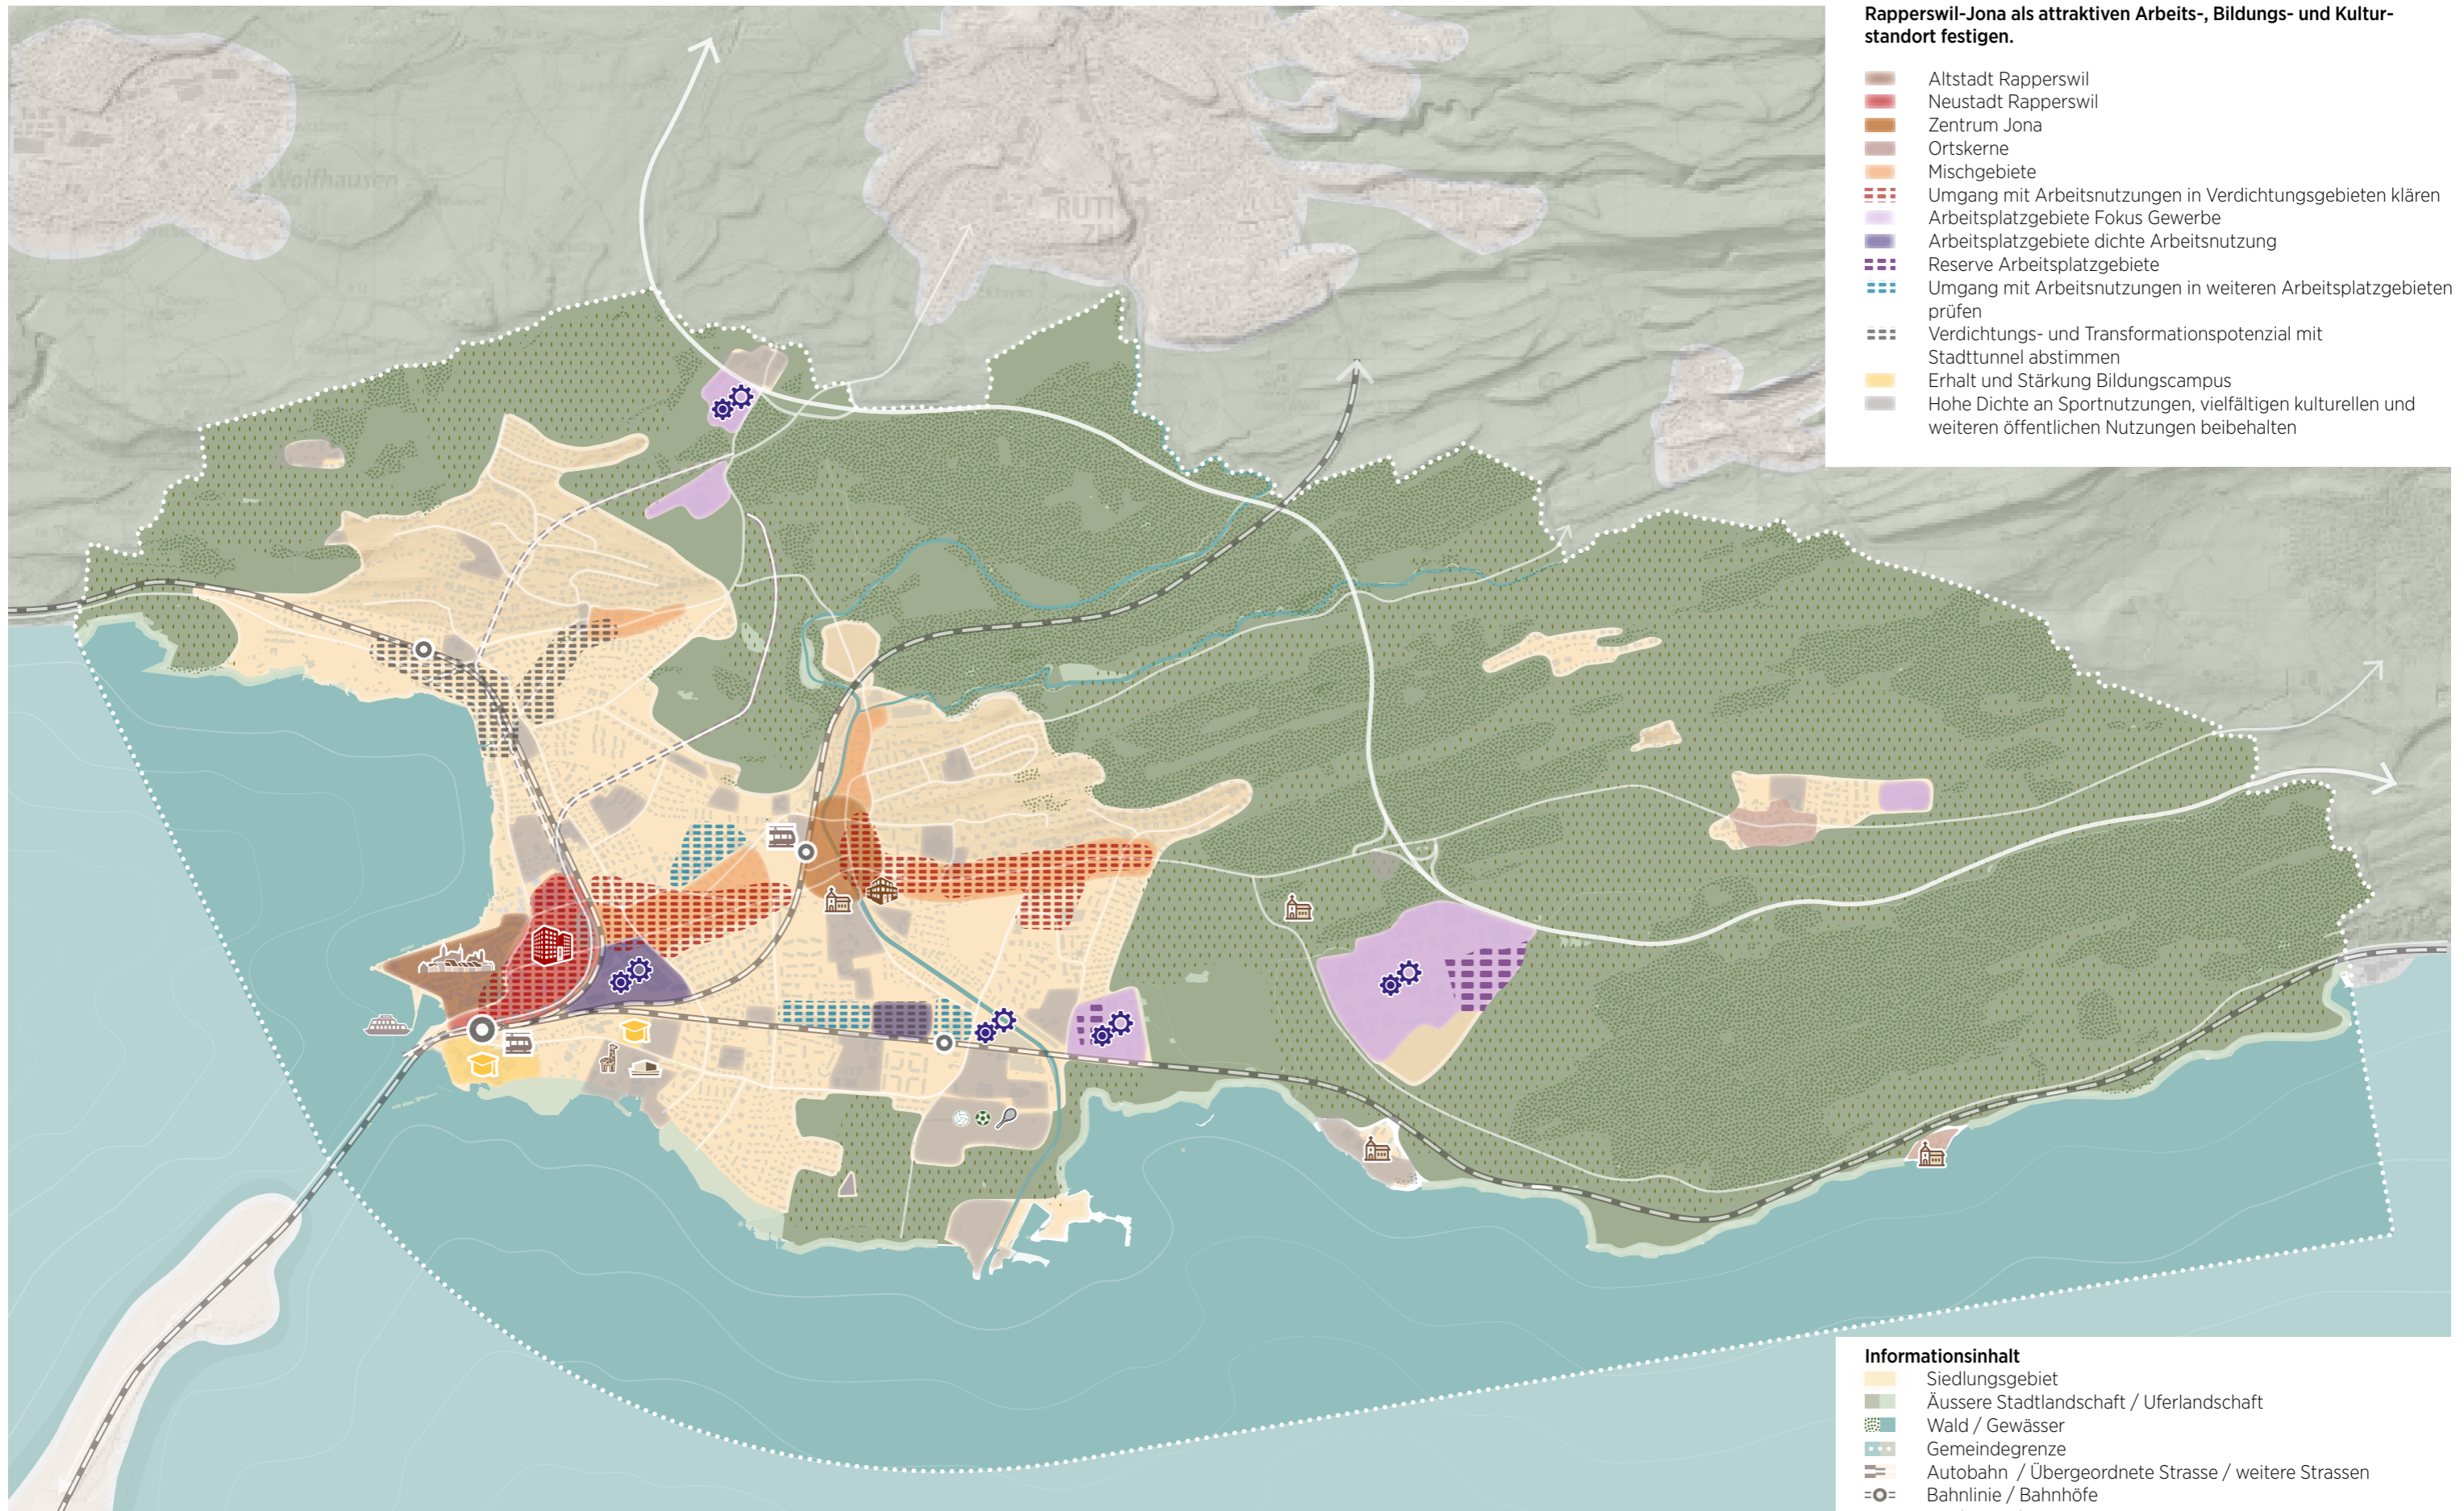 Rapperswil-Jona als attraktiven Arbeits-, Bildungs- und Kultur-
standort festigen.
Altstadt Rapperswil
Neustadt Rapperswil
Zentrum Jona
Ortskerne
Mischgebiete
Umgang mit Arbeitsnutzungen in Verdichtungsgebieten klären
Arbeitsplatzgebiete Fokus Gewerbe
Arbeitsplatzgebiete dichte Arbeitsnutzung
Reserve Arbeitsplatzgebiete
Umgang mit Arbeitsnutzungen in weiteren Arbeitsplatzgebieten
prüfen
Verdichtungs- und Transformationspotenzial mit
Stadttunnel abstimmen
Erhalt und Stärkung Bildungscampus
Hohe Dichte an Sportnutzungen, vielfältigen kulturellen und
weiteren öffentlichen Nutzungen beibehalten
Wolfhausen
Informationsinhalt
Siedlungsgebiet
Äussere Stadtlandschaft / Uferlandschaft
Wald / Gewässer
Gemeindegrenze
Autobahn / Übergeordnete Strasse / weitere Strassen
Bahnlinie / Bahnhöfe